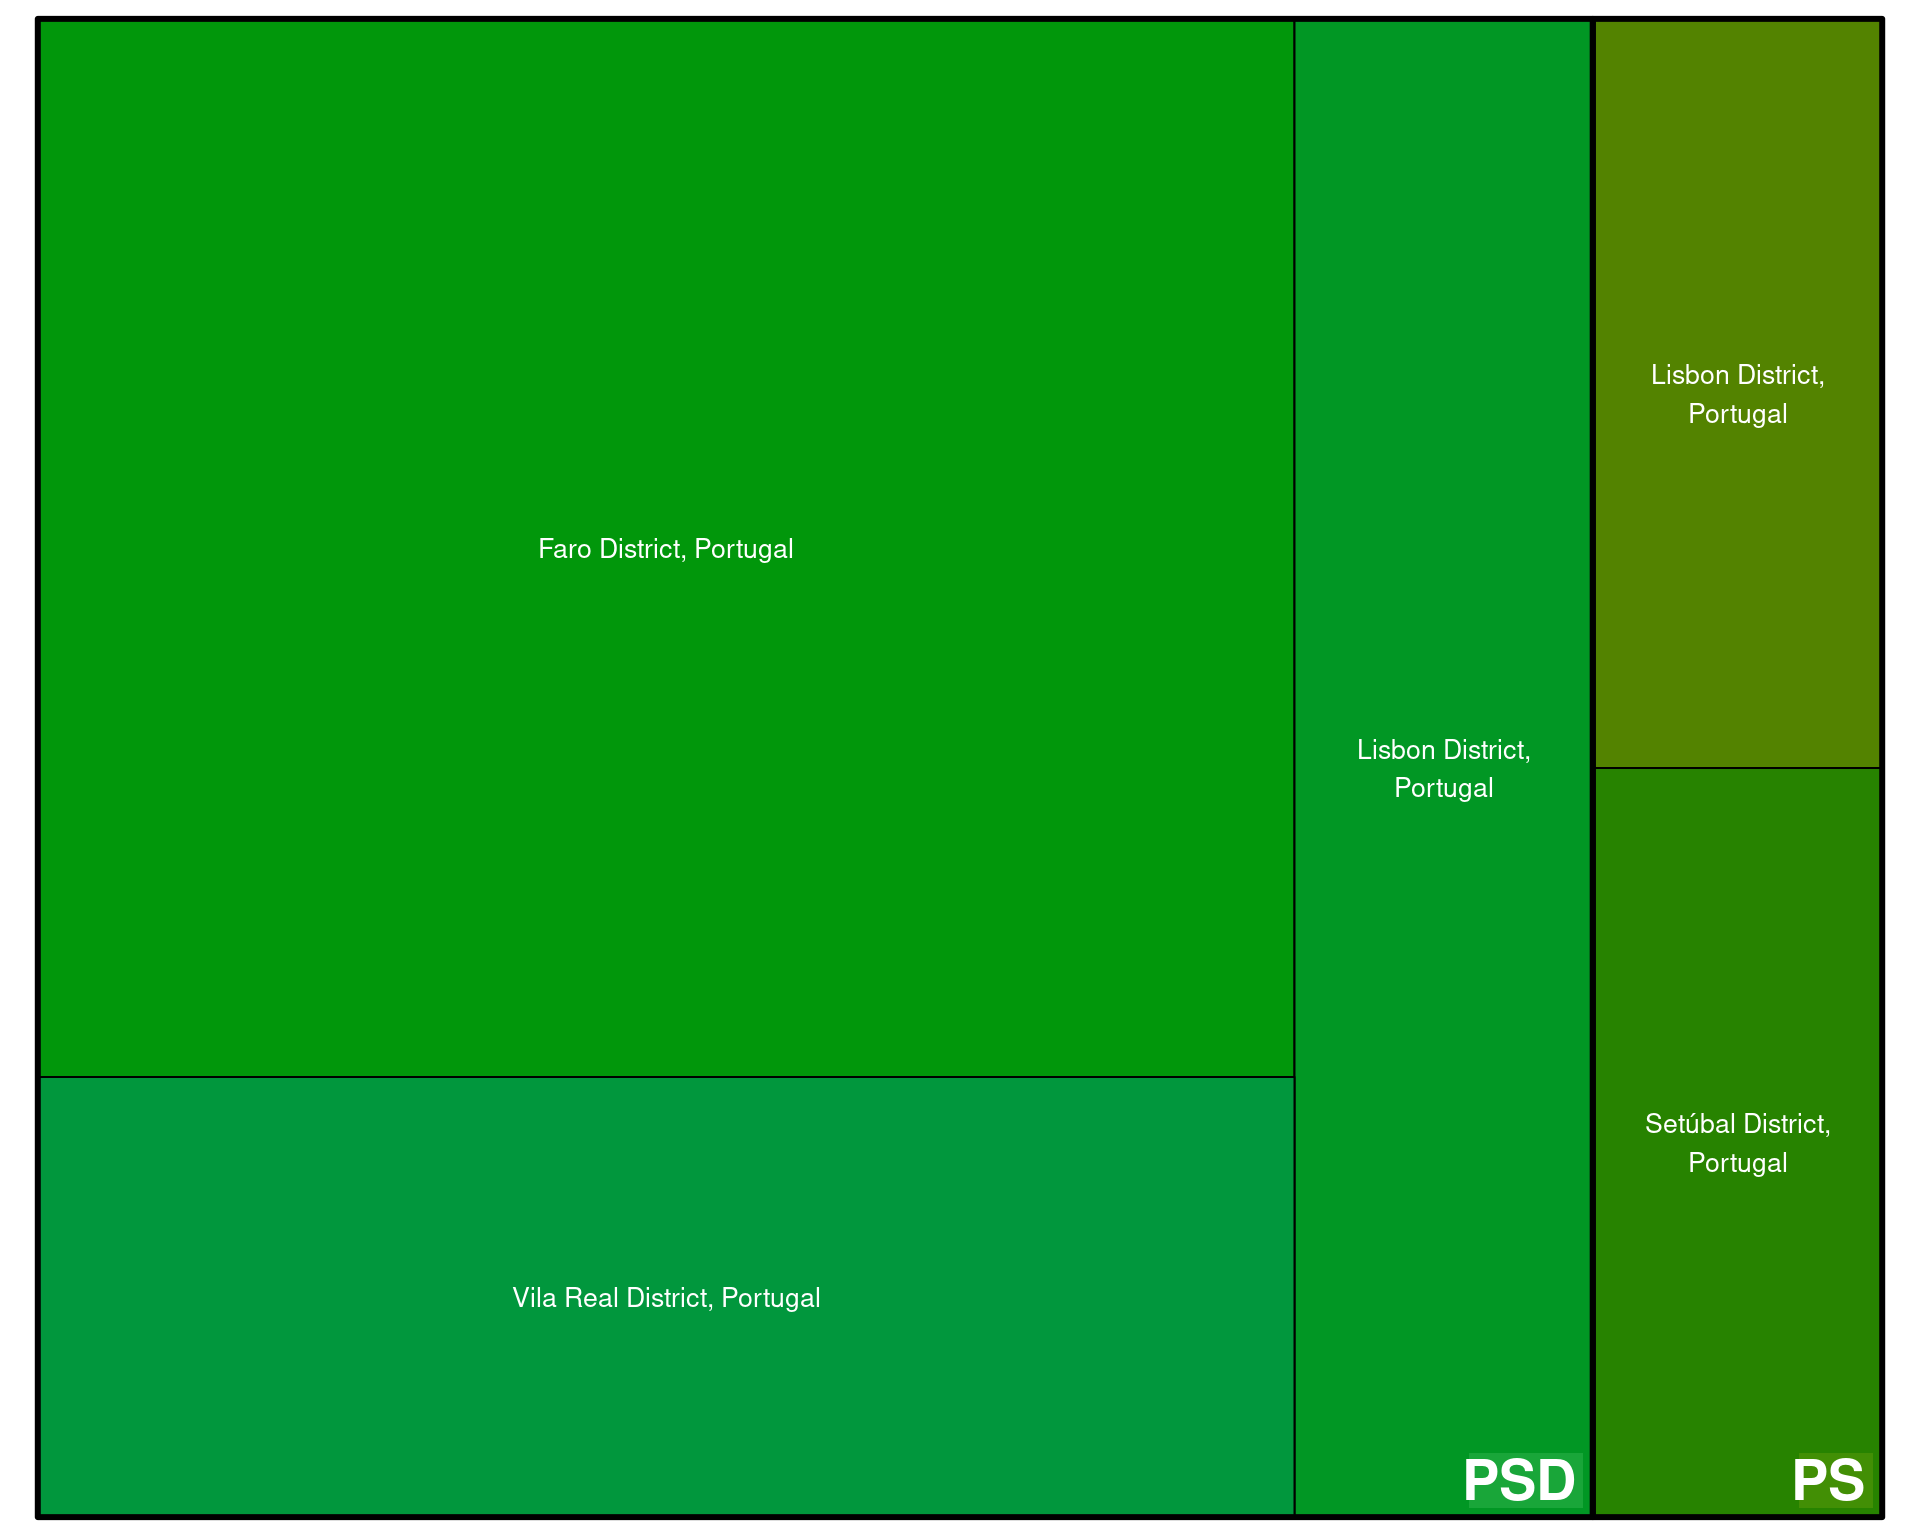 Faro District, Portugal
Vila Real District, Portugal
Lisbon District,
Portugal
PSD
Lisbon District,
Portugal
Setúbal District,
Portugal
PS